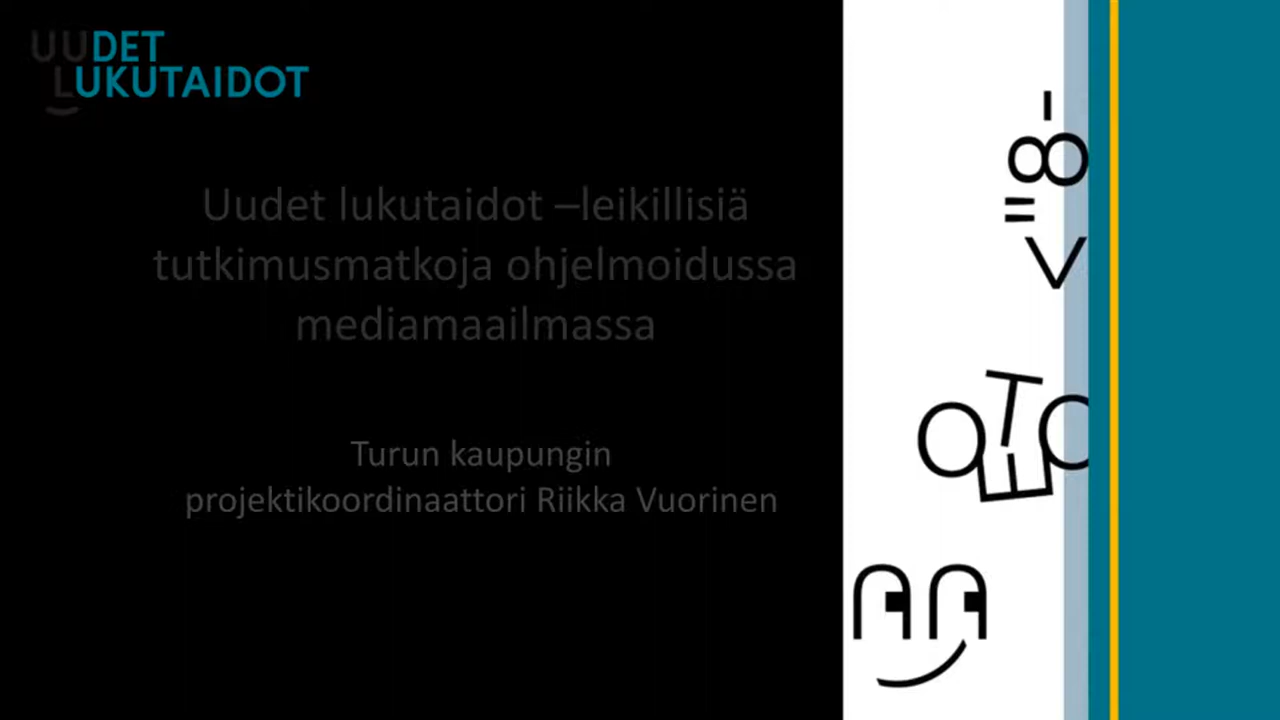 UUDET
LUKUTAIDOT
Uudet lukutaidot –leikillisiä
tutkimusmatkoja ohjelmoidussa
mediamaailmassa
Turun kaupungin
projektikoordinaattori Riikka Vuorinen